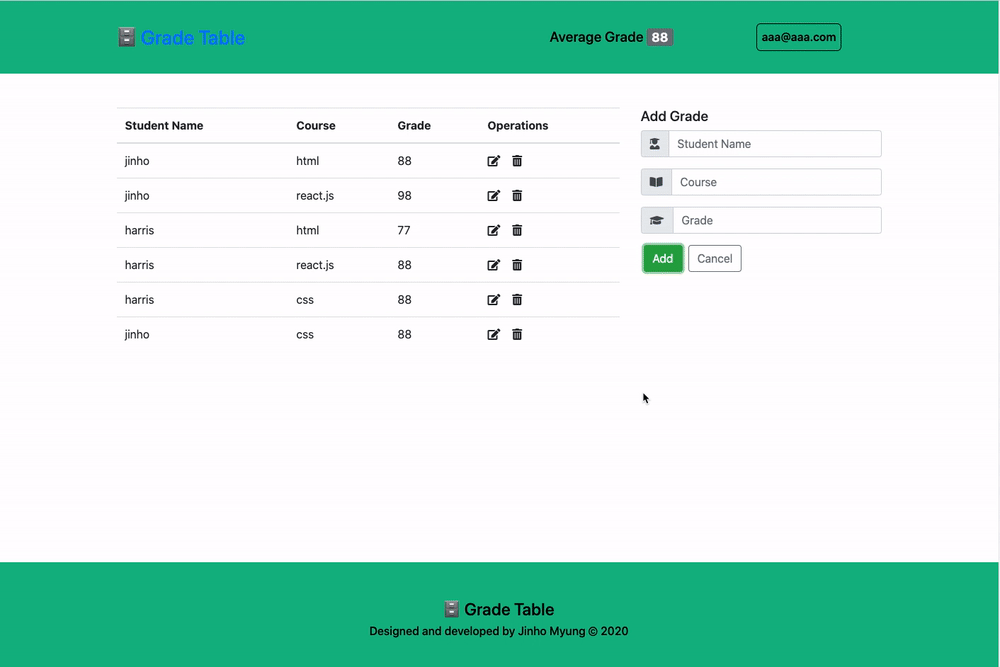 Grade Table
Average Grade 88
aaa@aaa.com
Student Name Course Grade Operations
jinho html 88
jinho react.js 98
harris html 77
harris react.js 88
harris css 88
jinho css 88
Add Grade
Student Name
Course
Grade
Add Cancel
Grade Table
Designed and developed by Jinho Myung © 2020